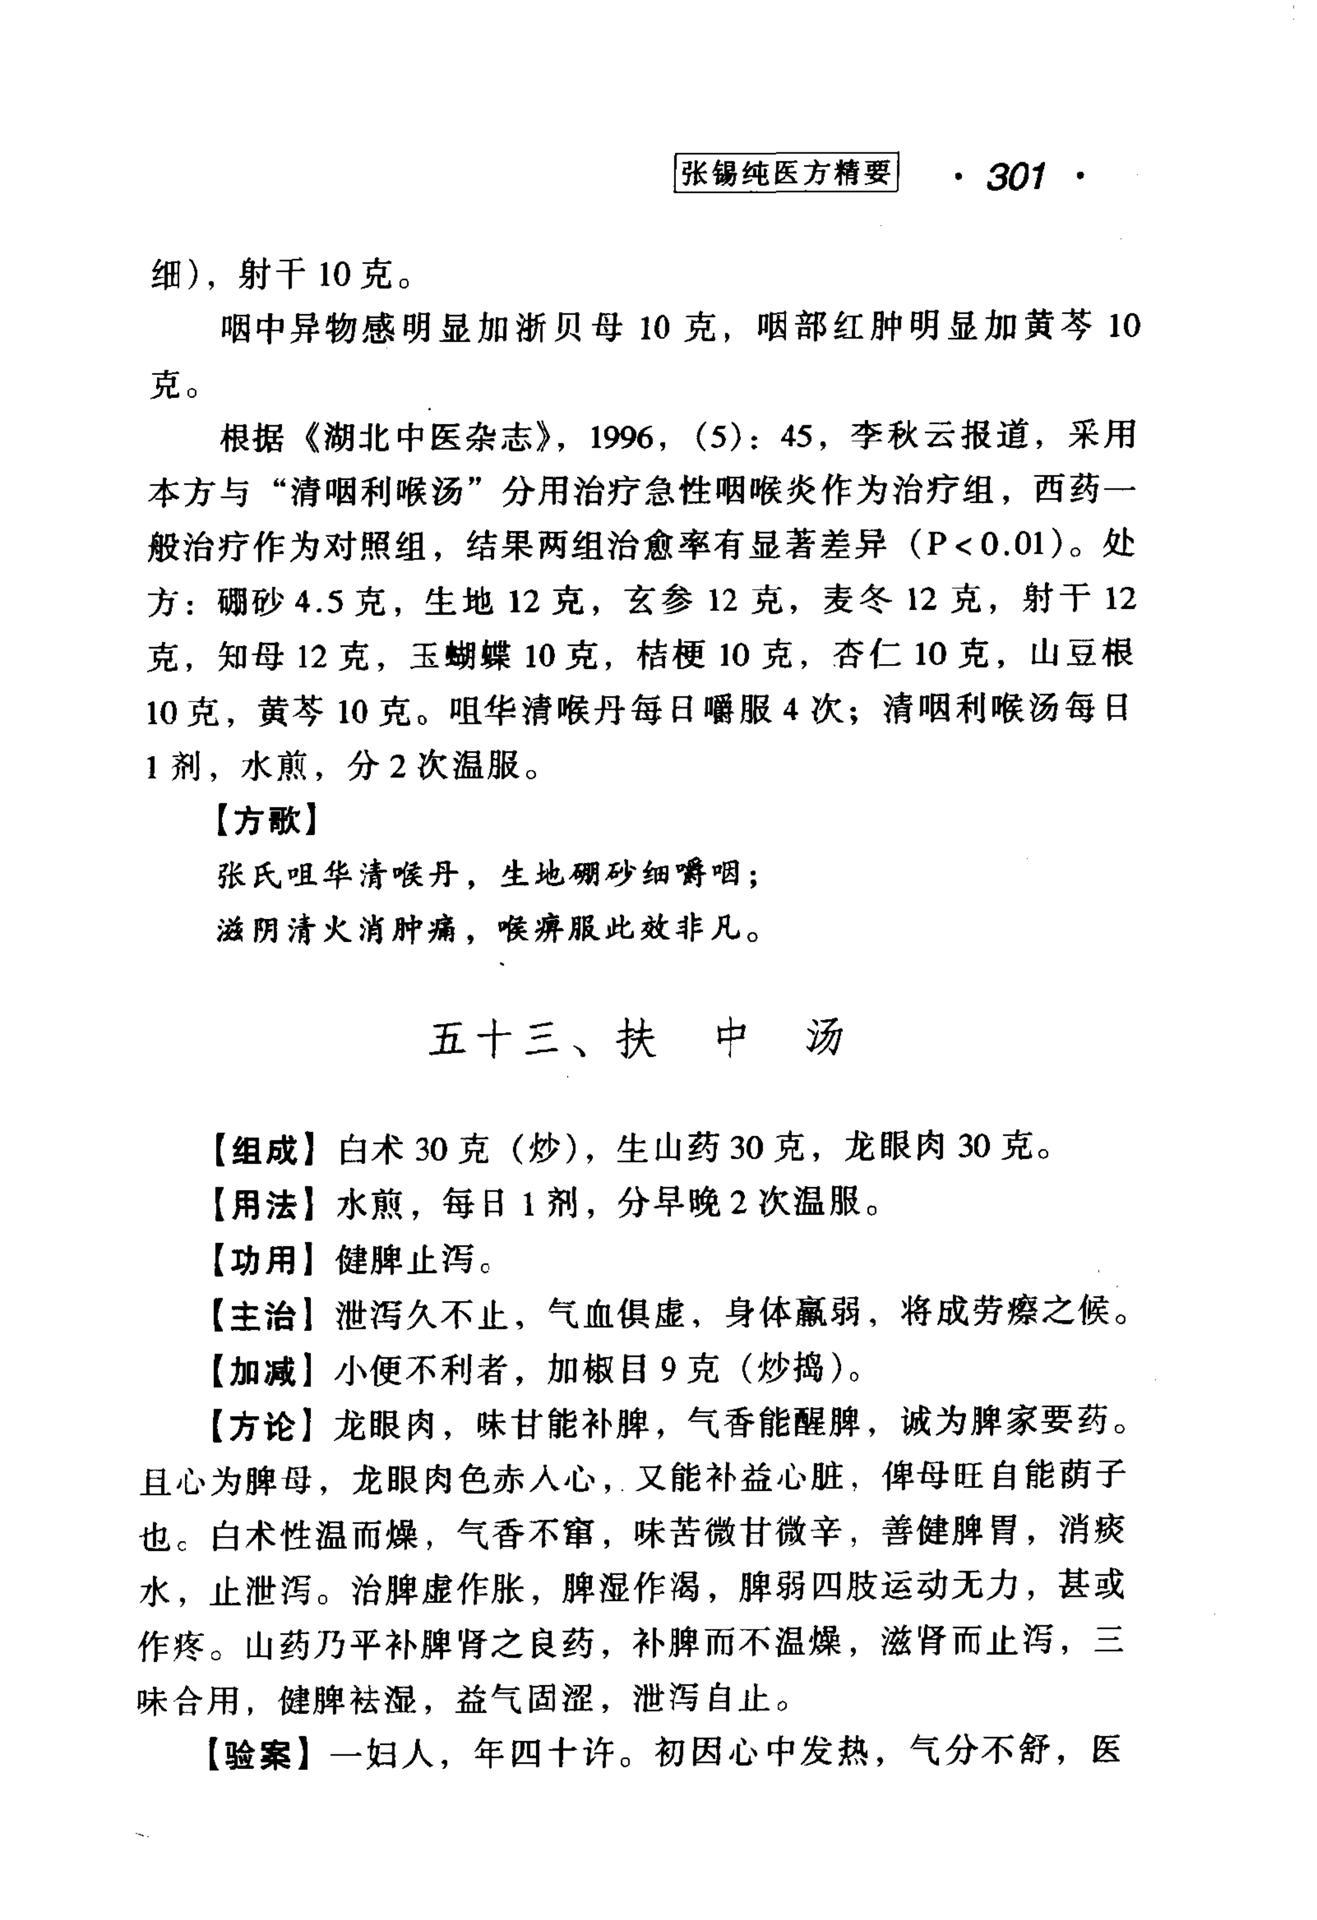 张锡纯医方精要 · 301 ·
细），射干 10 克。
咽中异物感明显加浙贝母 10 克，咽部红肿明显加黄芩 10
克。
根据《湖北中医杂志》，1996，（5）：45，李秋云报道，采用
本方与“清咽利喉汤”分用治疗急性咽喉炎作为治疗组，西药一
般治疗作为对照组，结果两组治愈率有显著差异（P＜0.01）。处
方：硼砂 4.5 克，生地 12 克，玄参 12 克，麦冬 12 克，射干 12
克，知母 12 克，玉蝴蝶 10 克，桔梗 10 克，杏仁 10 克，山豆根
10 克，黄芩 10 克。咀华清喉丹每日嚼服 4 次；清咽利喉汤每日
1 剂，水煎，分 2 次温服。
【方歌】
张氏咀华清喉丹，生地硼砂细嚼咽；
滋阴清火消肿痛，喉痹服此效非凡。
五十三、扶 中 汤
【组成】白术 30 克（炒），生山药 30 克，龙眼肉 30 克。
【用法】水煎，每日 1 剂，分早晚 2 次温服。
【功用】健脾止泻。
【主治】泄泻久不止，气血俱虚，身体羸弱，将成劳瘵之候。
【加减】小便不利者，加椒目 9 克（炒捣）。
【方论】龙眼肉，味甘能补脾，气香能醒脾，诚为脾家要药。
且心为脾母，龙眼肉色赤入心，又能补益心脏，俾母旺自能荫子
也。白术性温而燥，气香不窜，味苦微甘微辛，善健脾胃，消痰
水，止泄泻。治脾虚作胀，脾湿作渴，脾弱四肢运动无力，甚或
作疼。山药乃平补脾肾之良药，补脾而不温燥，滋肾而止泻，三
味合用，健脾祛湿，益气固涩，泄泻自止。
【验案】一妇人，年四十许。初因心中发热，气分不舒，医